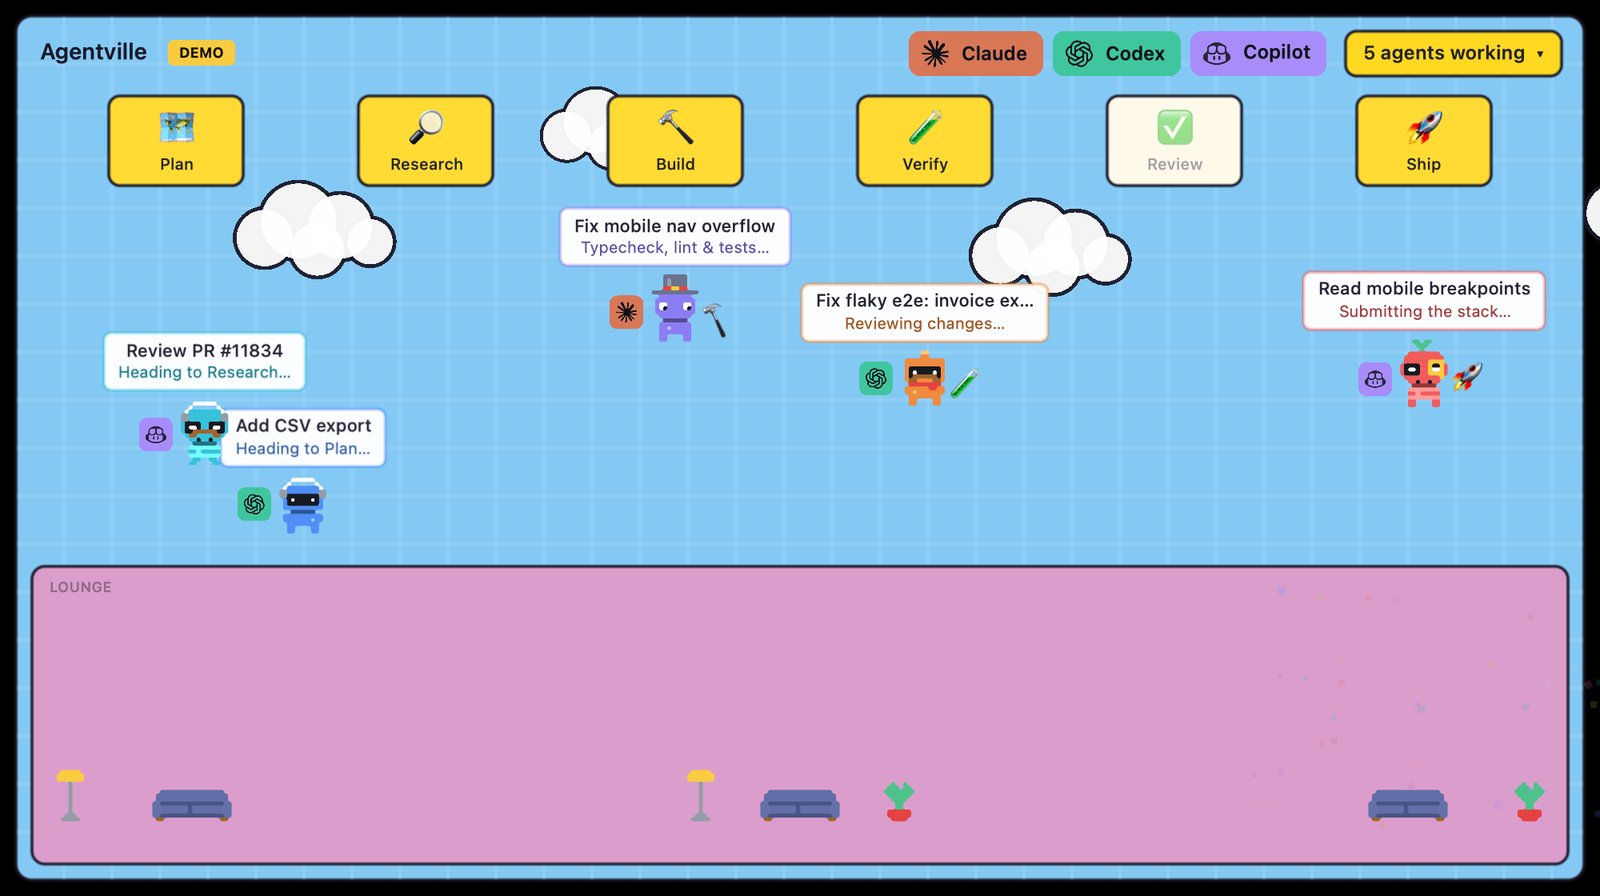 Agentville
DEMO
Claude
Codex
Copilot
5 agents working
Plan
Research
Build
Verify
Review
Ship
Fix mobile nav overflow
Typecheck, lint & tests...
Fix flaky e2e: invoice ex...
Reviewing changes...
Read mobile breakpoints
Submitting the stack...
Review PR #11834
Heading to Research...
Add CSV export
Heading to Plan...
LOUNGE